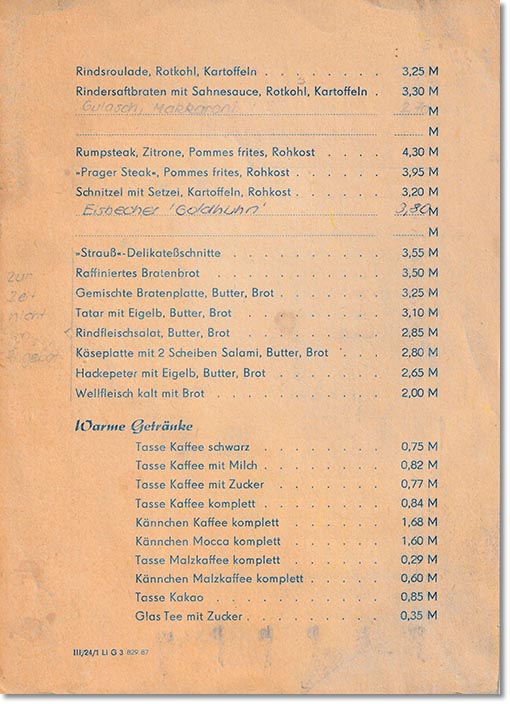 Rindsroulade, Rotkohl, Kartoffeln . . . . . . . . 3,25 M
Rindersaftbraten mit Sahnesauce, Rotkohl, Kartoffeln . 3,30 M
Gulasch, Makkaroni 2,70 M
M
Rumpsteak, Zitrone, Pommes frites, Rohkost . . . . 4,30 M
»Prager Steak«, Pommes frites, Rohkost . . . . . . 3,95 M
Schnitzel mit Setzei, Kartoffeln, Rohkost . . . . . . 3,20 M
Eisbecher 'Goldhuhn' 3,80 M
M
»Strauß«-Delikateßschnitte . . . . . . . . . . 3,55 M
Raffiniertes Bratenbrot . . . . . . . . . . . 3,50 M
Gemischte Bratenplatte, Butter, Brot . . . . . . . 3,25 M
Tatar mit Eigelb, Butter, Brot . . . . . . . . . 3,10 M
Rindfleischsalat, Butter, Brot . . . . . . . . . 2,85 M
Käseplatte mit 2 Scheiben Salami, Butter, Brot . . . 2,80 M
Hackepeter mit Eigelb, Butter, Brot . . . . . . . 2,65 M
Wellfleisch kalt mit Brot . . . . . . . . . . . 2,00 M
zur
Zeit
nicht
Warme Getränke
Tasse Kaffee schwarz . . . . . . . 0,75 M
Tasse Kaffee mit Milch . . . . . . . 0,82 M
Tasse Kaffee mit Zucker . . . . . . 0,77 M
Tasse Kaffee komplett . . . . . . . 0,84 M
Kännchen Kaffee komplett . . . . . 1,68 M
Kännchen Mocca komplett . . . . . 1,60 M
Tasse Malzkaffee komplett . . . . . 0,29 M
Kännchen Malzkaffee komplett . . . . 0,60 M
Tasse Kakao . . . . . . . . . . 0,85 M
Glas Tee mit Zucker . . . . . . . . 0,35 M
III/24/1 LI G 3 829 87